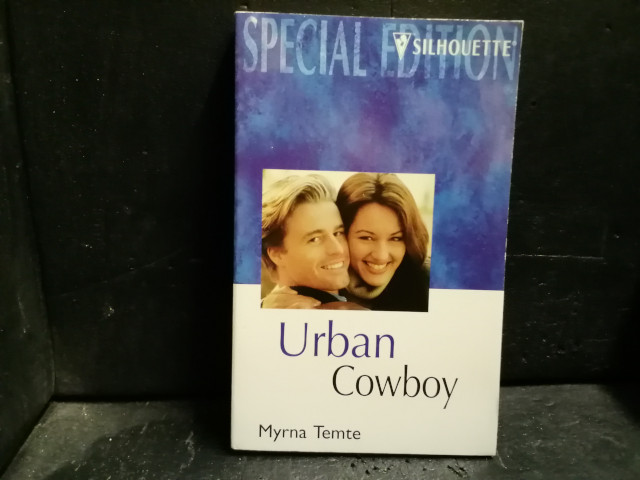 SPECIAL EDITION
SILHOUETTE®
Urban
Cowboy
Myrna Temte